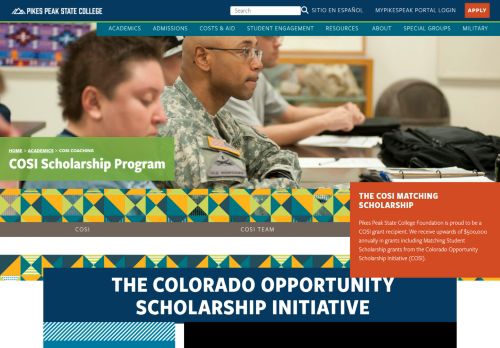 PIKES PEAK STATE COLLEGE
Search
SITIO EN ESPAÑOL
MYPIKESPEAK PORTAL LOGIN
APPLY
ACADEMICS
ADMISSIONS
COSTS & AID
STUDENT ENGAGEMENT
RESOURCES
ABOUT
SPECIAL GROUPS
MILITARY
HOME > ACADEMICS > COSI COACHING
COSI Scholarship Program
COSI
COSI TEAM
THE COSI MATCHING
SCHOLARSHIP
Pikes Peak State College Foundation is proud to be a
COSI grant recipient. We receive upwards of $500,000
annually in grants including Matching Student
Scholarship grants from the Colorado Opportunity
Scholarship Initiative (COSI).
THE COLORADO OPPORTUNITY
SCHOLARSHIP INITIATIVE